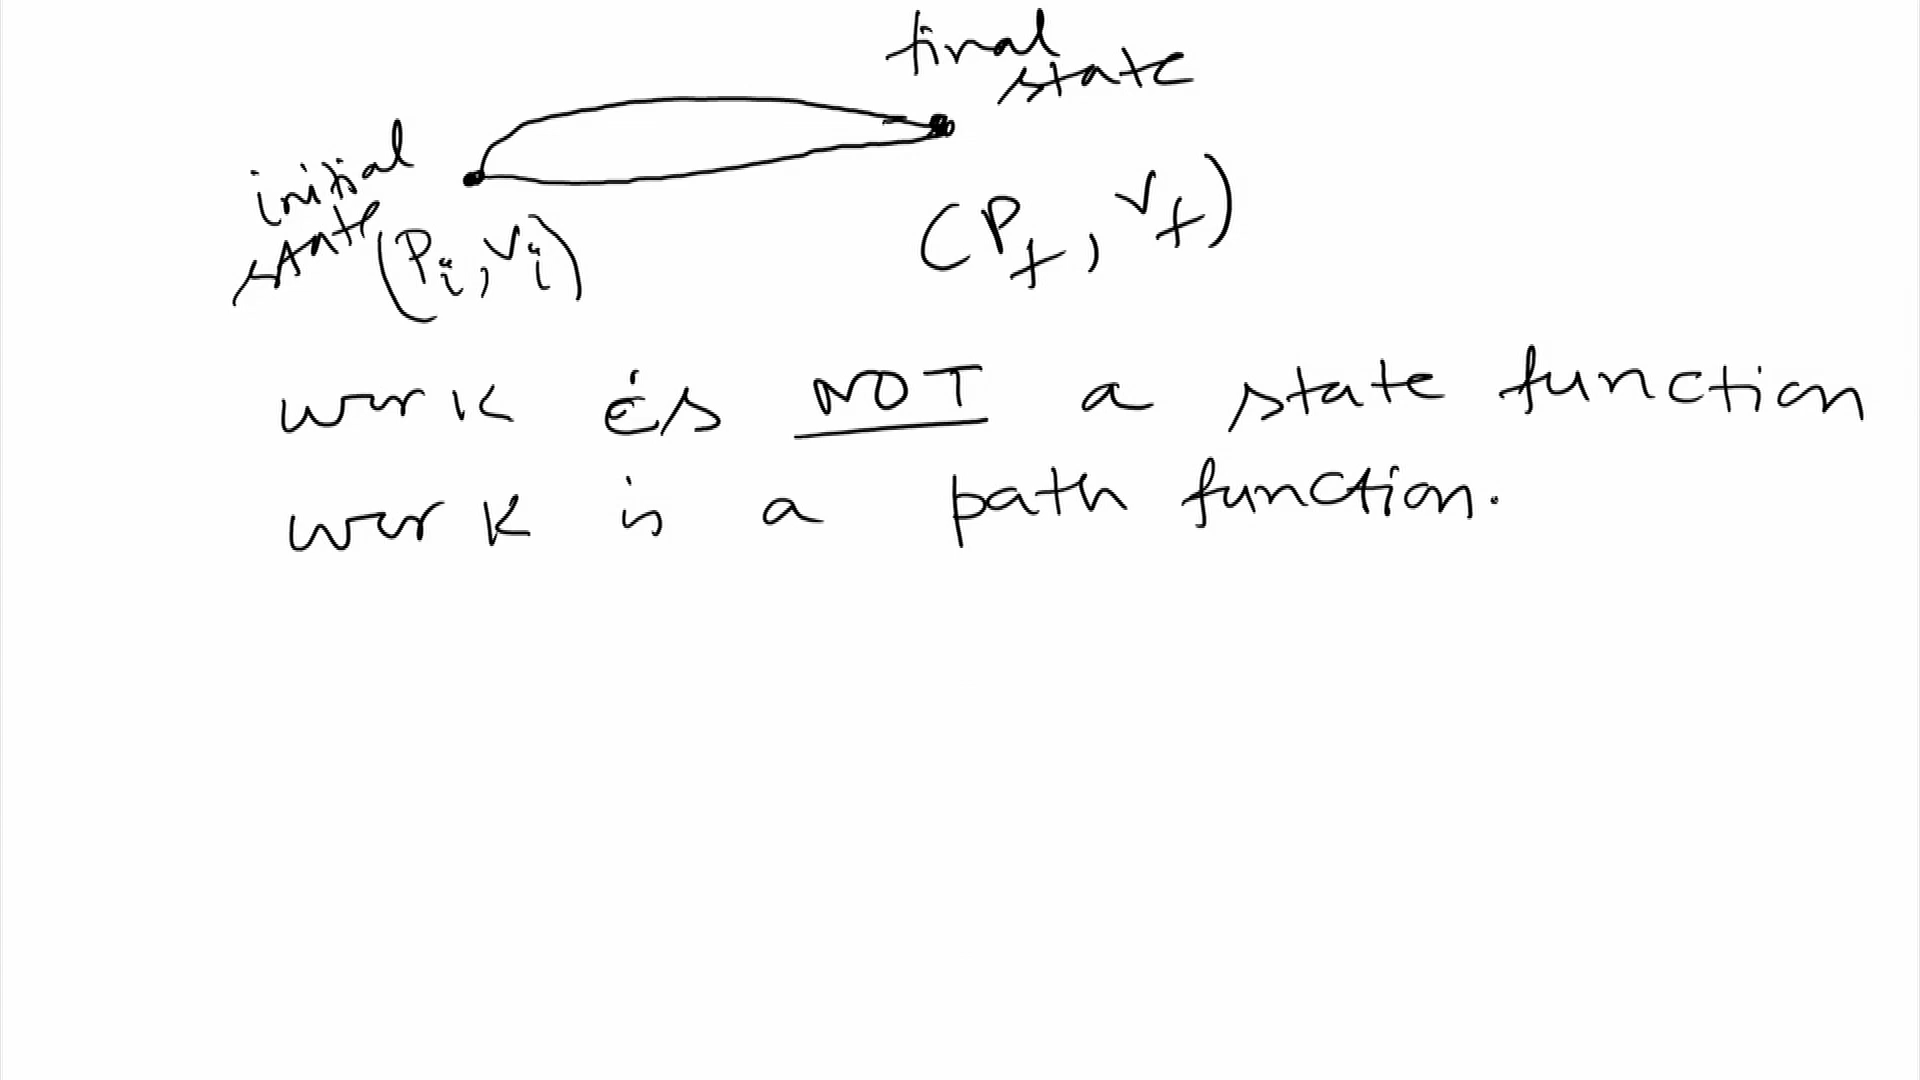 final
state
initial
state
(Pi, Vi)
(Pf, Vf)
work is NOT a state function
work is a path function.